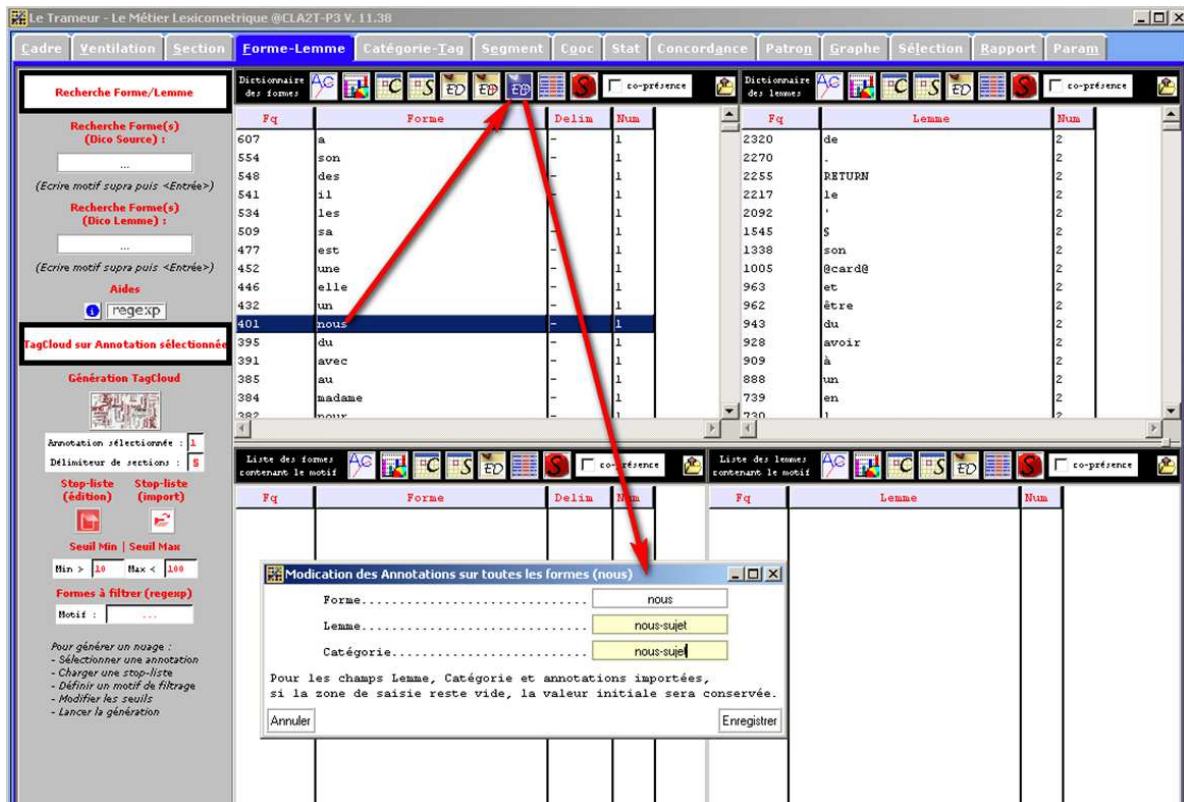 Le Trameur - Le Métier Lexicometrique @CLA2T-P3 V. 11.38
Cadre Ventilation Section Forme-Lemme Catégorie-Tag Segment Cooc Stat Concordance Patron Graphe Sélection Rapport Param
Recherche Forme/Lemme
Recherche Forme(s)
(Dico Source) :
...
(Ecrire motif supra puis <Entrée>)
Recherche Forme(s)
(Dico Lemme) :
...
(Ecrire motif supra puis <Entrée>)
Aides
i regexp
TagCloud sur Annotation sélectionnée
Génération TagCloud
Annotation sélectionnée : 1
Délimiteur de sections : §
Stop-liste Stop-liste
(édition) (import)
Seuil Min | Seuil Max
Min > 10 Max < 100
Formes à filtrer (regexp)
Motif : ...
Pour générer un nuage :
- Sélectionner une annotation
- Charger une stop-liste
- Définir un motif de filtrage
- Modifier les seuils
- Lancer la génération
Dictionnaire
des formes
co-présence
Fq Forme Delim Num
607 a - 1
554 son - 1
548 des - 1
541 il - 1
534 les - 1
509 sa - 1
477 est - 1
452 une - 1
446 elle - 1
432 un - 1
401 nous - 1
395 du - 1
391 avec - 1
385 au - 1
384 madame - 1
382 pour 1
Dictionnaire
des lemmes
co-présence
Fq Lemme Num
2320 de 2
2270 . 2
2255 RETURN 2
2217 le 2
2092 ' 2
1545 § 2
1338 son 2
1005 @card@ 2
963 et 2
962 être 2
943 du 2
928 avoir 2
909 à 2
888 un 2
739 en 2
730 2
Liste des formes
contenant le motif
co-présence
Fq Forme Delim Num
Liste des lemmes
contenant le motif
co-présence
Fq Lemme Num
Modication des Annotations sur toutes les formes (nous)
Forme.............................. nous
Lemme.............................. nous-sujet
Catégorie.......................... nous-sujet
Pour les champs Lemme, Catégorie et annotations importées,
si la zone de saisie reste vide, la valeur initiale sera conservée.
Annuler Enregistrer